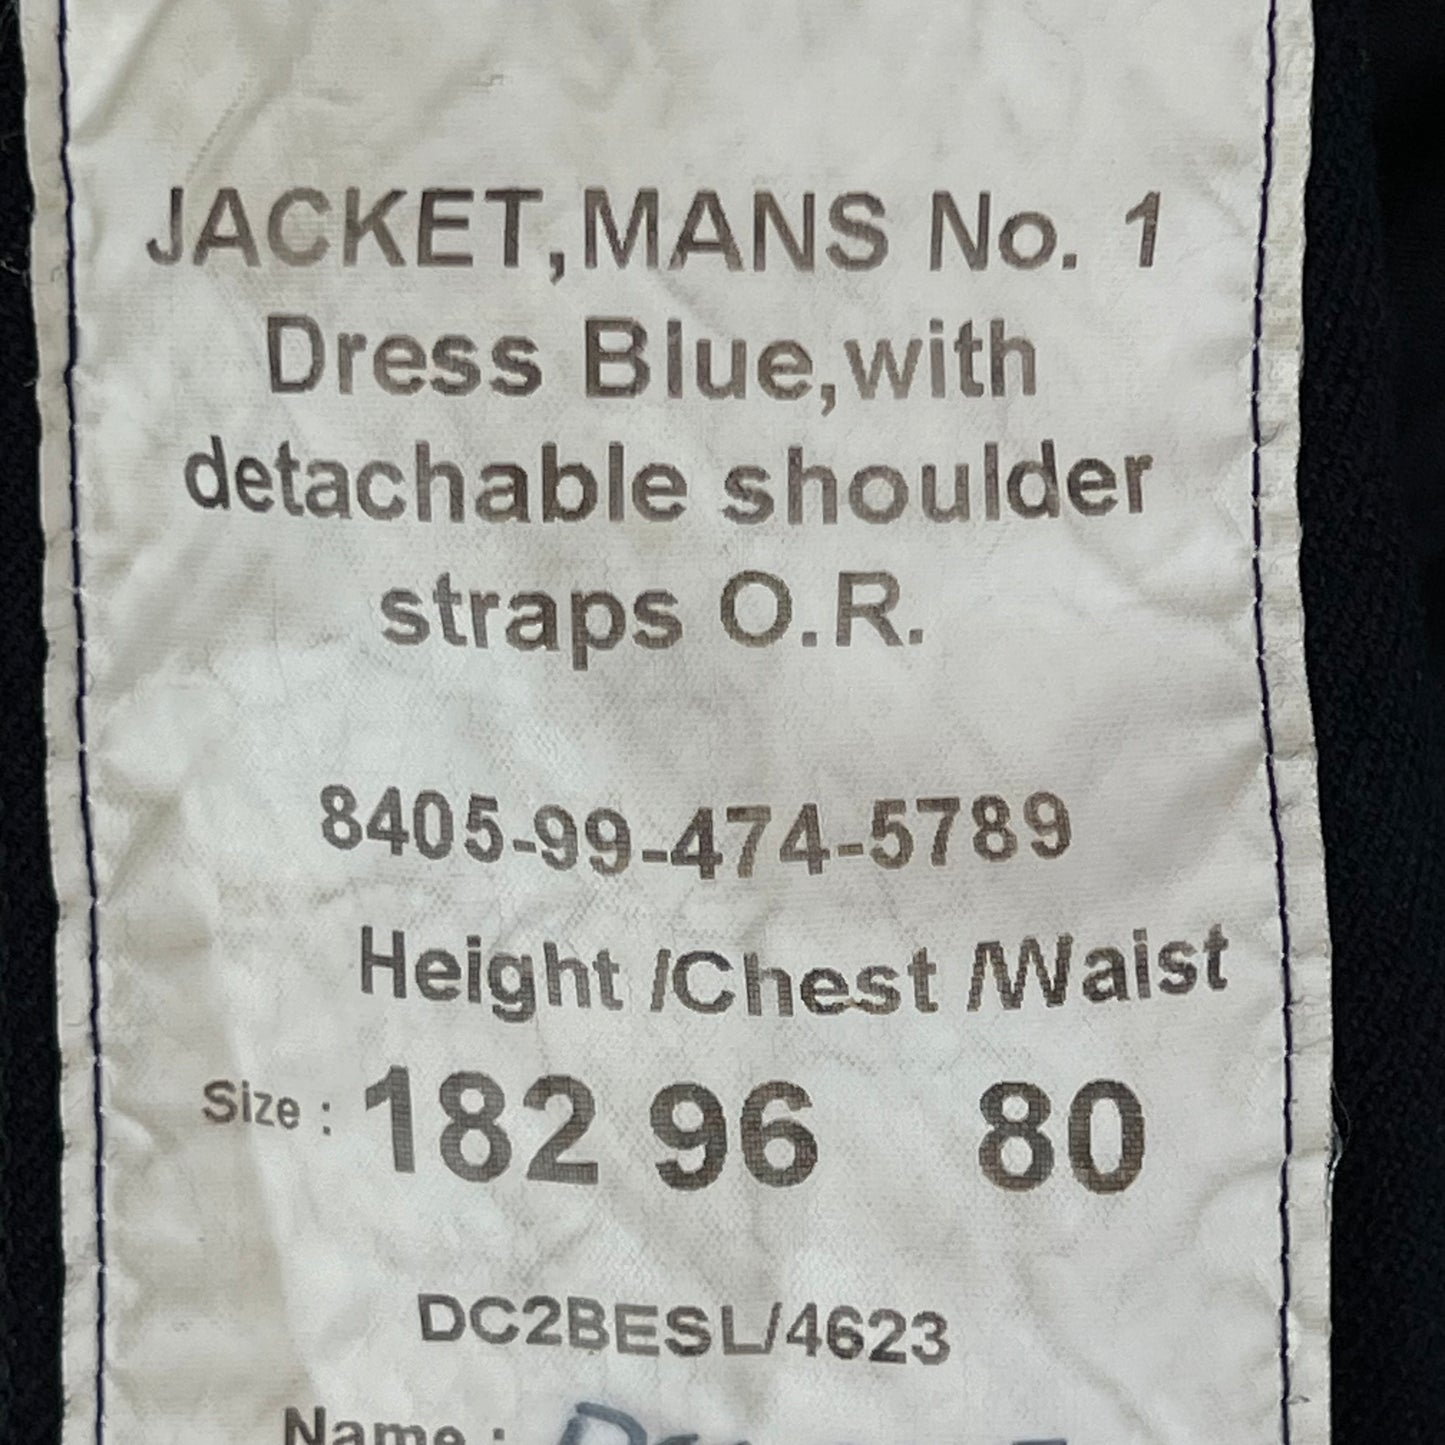 JACKET,MANS No. 1
Dress Blue,with
detachable shoulder
straps O.R.
8405-99-474-5789
Height /Chest /Waist
Size : 182 96 80
DC2BESL/4623
Name :